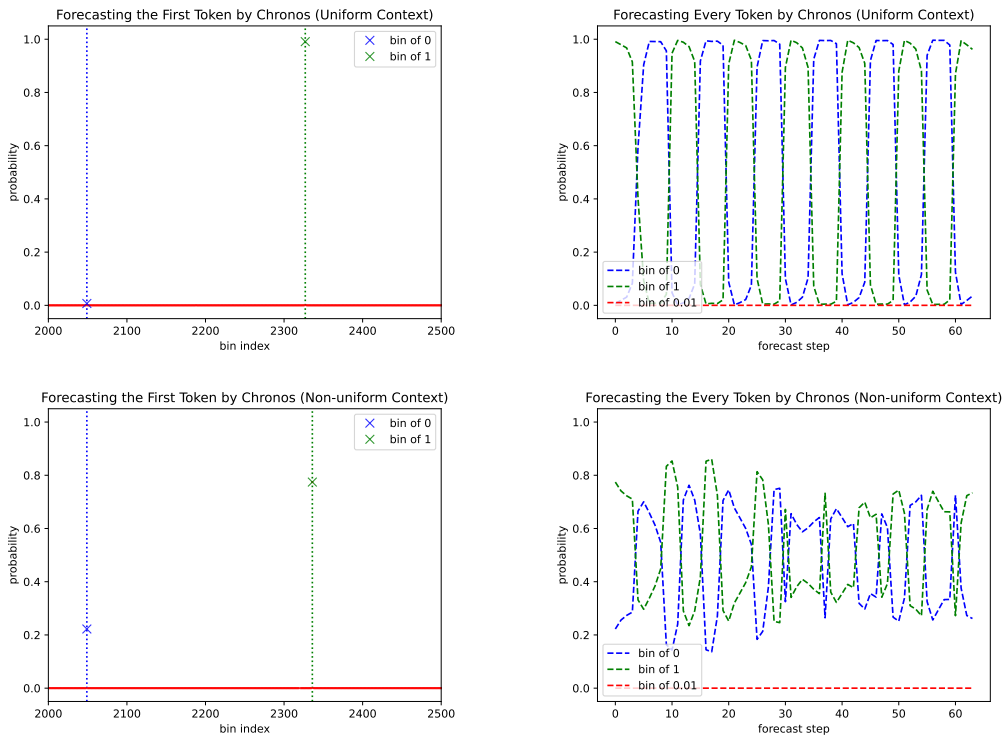 Forecasting the First Token by Chronos (Uniform Context)
1.0
0.8
0.6
0.4
0.2
0.0
probability
bin of 0
bin of 1
2000 2100 2200 2300 2400 2500
bin index
Forecasting Every Token by Chronos (Uniform Context)
1.0
0.8
0.6
0.4
0.2
0.0
probability
bin of 0
bin of 1
bin of 0.01
0 10 20 30 40 50 60
forecast step
Forecasting the First Token by Chronos (Non-uniform Context)
1.0
0.8
0.6
0.4
0.2
0.0
probability
bin of 0
bin of 1
2000 2100 2200 2300 2400 2500
bin index
Forecasting the Every Token by Chronos (Non-uniform Context)
1.0
0.8
0.6
0.4
0.2
0.0
probability
bin of 0
bin of 1
bin of 0.01
0 10 20 30 40 50 60
forecast step